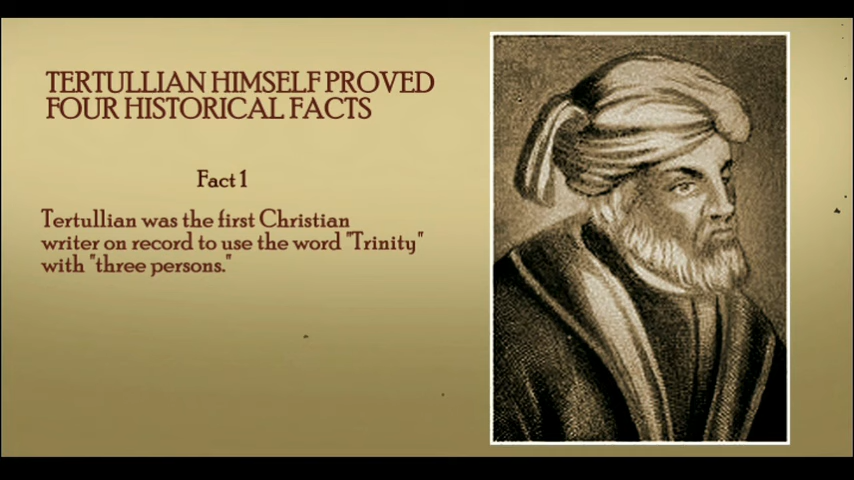 TERTULLIAN HIMSELF PROVED
FOUR HISTORICAL FACTS
Fact 1
Tertullian was the first Christian
writer on record to use the word "Trinity"
with "three persons."